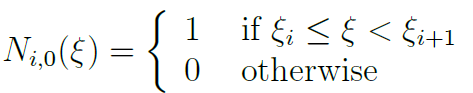 N_{i,0}(ξ) = { 1 if ξ_i ≤ ξ < ξ_{i+1}
0 otherwise